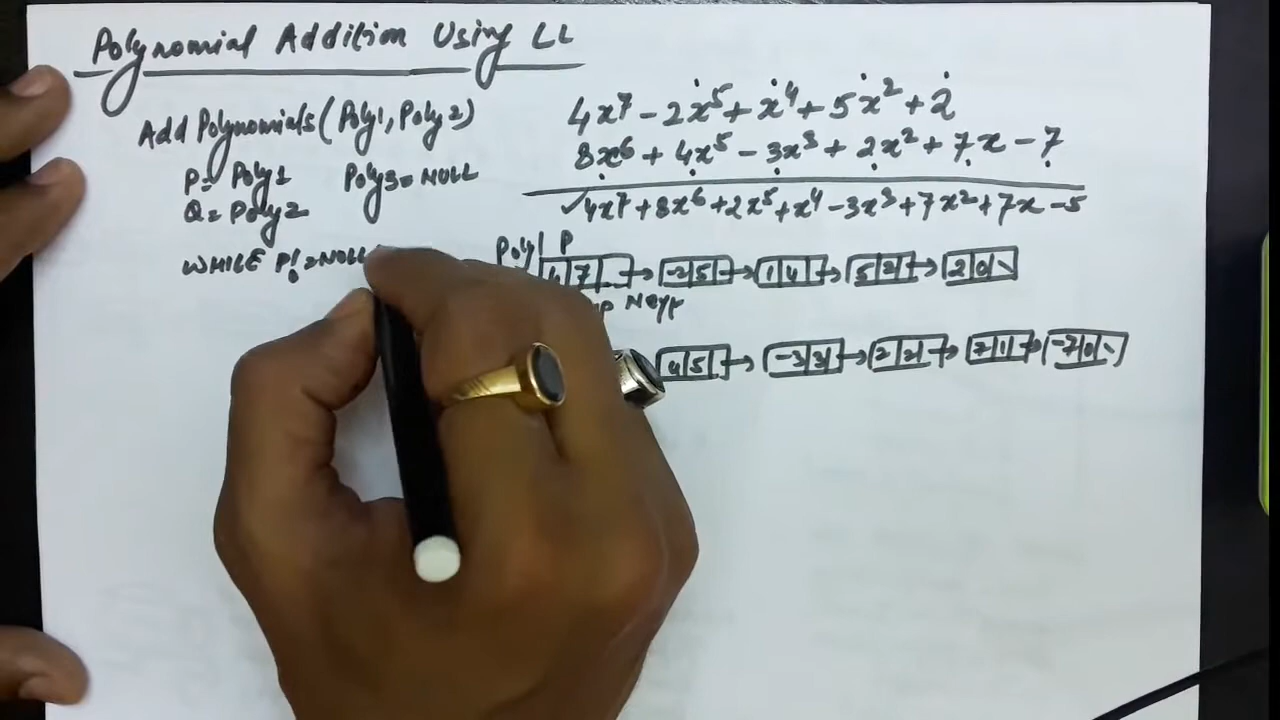 Polynomial Addition Using LL
Add Polynomials (Poly1, Poly2)
P = Poly1 Poly3 = NULL
Q = Poly2
WHILE P! = NULL
4x⁷ - 2x⁵ + x⁴ + 5x² + 2
8x⁶ + 4x⁵ - 3x³ + 2x² + 7x - 7
4x⁷ + 8x⁶ + 2x⁵ + x⁴ - 3x³ + 7x² + 7x - 5
Poly1 P
4|7| → -2|5| → 1|4| → 5|2| → 2|0|\
Next
4|5| → -3|3| → 2|2| → 7|1| → -7|0|\